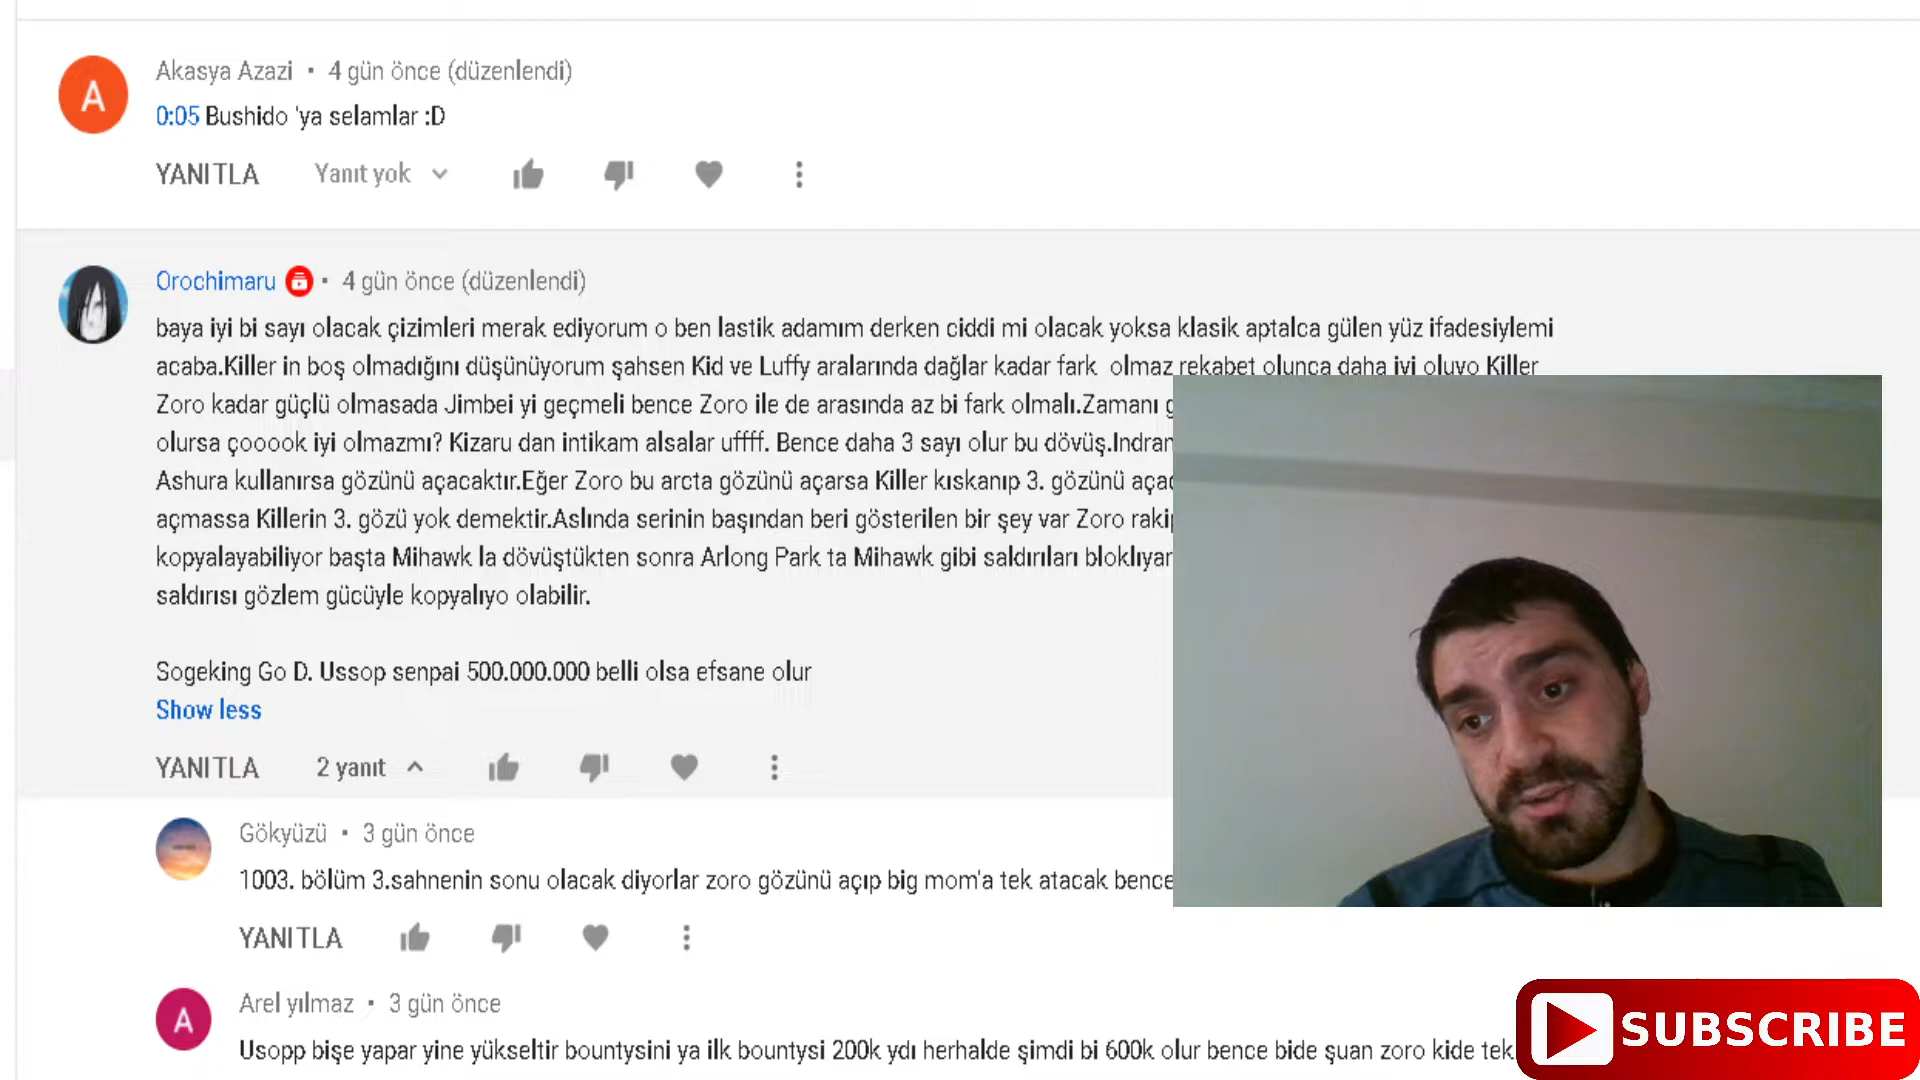 Akasya Azazi • 4 gün önce (düzenlendi)
0:05 Bushido 'ya selamlar :D
YANITLA Yanıt yok
Orochimaru • 4 gün önce (düzenlendi)
baya iyi bi sayı olacak çizimleri merak ediyorum o ben lastik adamım derken ciddi mi olacak yoksa klasik aptalca gülen yüz ifadesiylemi
acaba.Killer in boş olmadığını düşünüyorum şahsen Kid ve Luffy aralarında dağlar kadar fark olmaz rekabet olunca daha iyi oluyo Killer
Zoro kadar güçlü olmasada Jimbei yi geçmeli bence Zoro ile de arasında az bi fark olmalı.Zamanı
olursa çooook iyi olmazmı? Kizaru dan intikam alsalar uffff. Bence daha 3 sayı olur bu dövüş.
Ashura kullanırsa gözünü açacaktır.Eğer Zoro bu arcta gözünü açarsa Killer kıskanıp 3. gözünü
açmassa Killerin 3. gözü yok demektir.Aslında serinin başından beri gösterilen bir şey var Zoro
kopyalayabiliyor başta Mihawk la dövüştükten sonra Arlong Park ta Mihawk gibi saldırıları
saldırısı gözlem gücüyle kopyalıyo olabilir.
Sogeking Go D. Ussop senpai 500.000.000 belli olsa efsane olur
Show less
YANITLA 2 yanıt
Gökyüzü • 3 gün önce
1003. bölüm 3.sahnenin sonu olacak diyorlar zoro gözünü açıp big mom'a tek atacak bence
YANITLA
A
Arel yılmaz • 3 gün önce
Usopp bişe yapar yine yükseltir bountysini ya ilk bountysi 200k ydı herhalde şimdi bi 600k olur bence bide şuan zoro kide tek
SUBSCRIBE